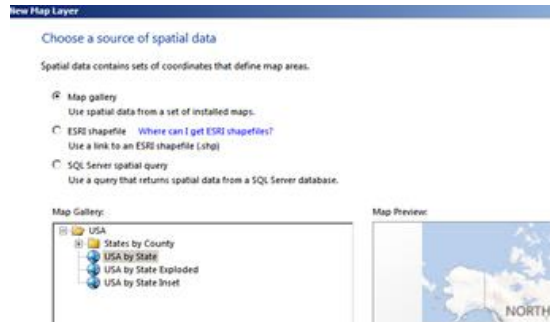 New Map Layer
Choose a source of spatial data
Spatial data contains sets of coordinates that define map areas.
Map gallery
Use spatial data from a set of installed maps.
ESRI shapefile Where can I get ESRI shapefiles?
Use a link to an ESRI shapefile (.shp)
SQL Server spatial query
Use a query that returns spatial data from a SQL Server database.
Map Gallery: Map Preview:
USA
States by County
USA by State
USA by State Exploded
USA by State Inset
NORTH